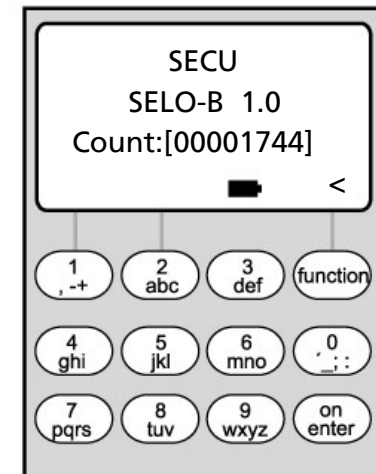 SECU
SELO-B 1.0
Count:[00001744]
<
1 2 3 function
, -+ abc def
4 5 6 0
ghi jkl mno ´_; :
7 8 9 on
pqrs tuv wxyz enter